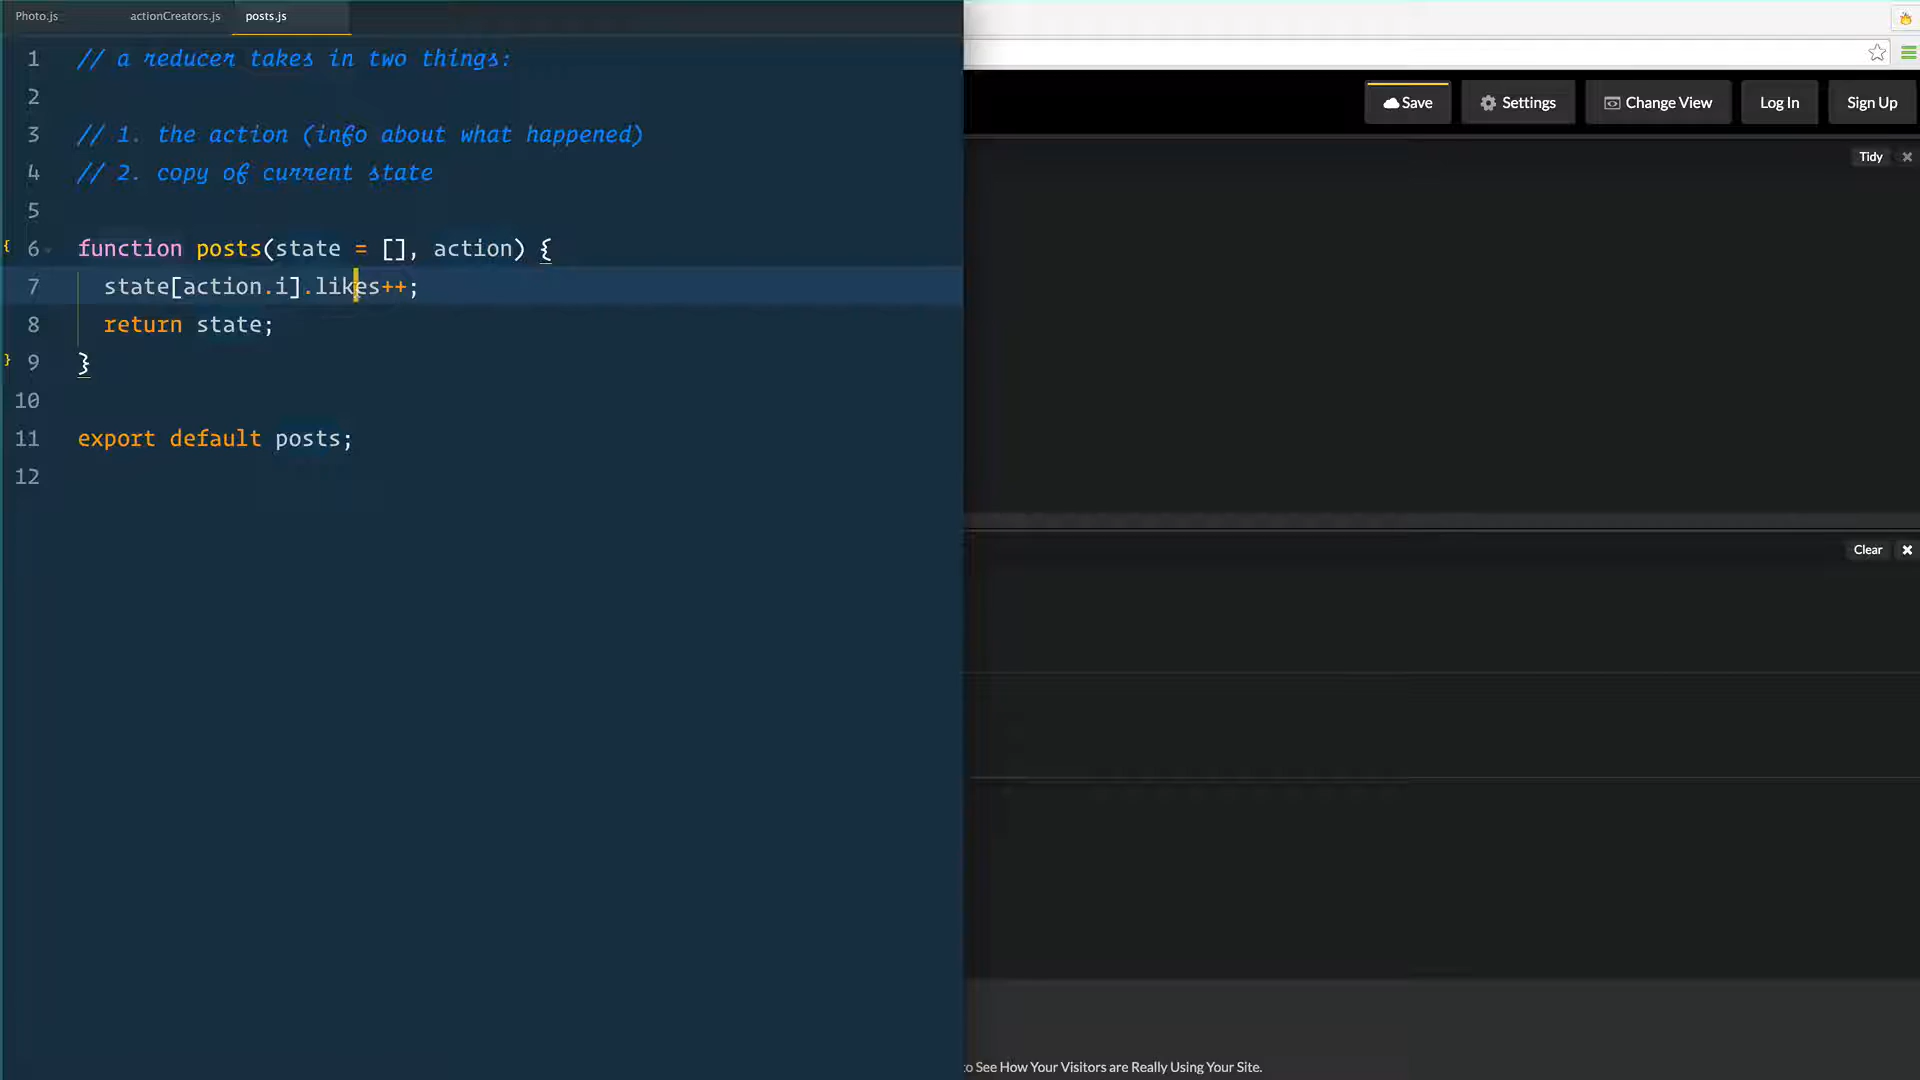 Photo.js
actionCreators.js
posts.js
1 // a reducer takes in two things:
2
3 // 1. the action (info about what happened)
4 // 2. copy of current state
5
6 function posts(state = [], action) {
7 state[action.i].likes++;
8 return state;
9 }
10
11 export default posts;
12
Save
Settings
Change View
Log In
Sign Up
Tidy
Clear
to See How Your Visitors are Really Using Your Site.